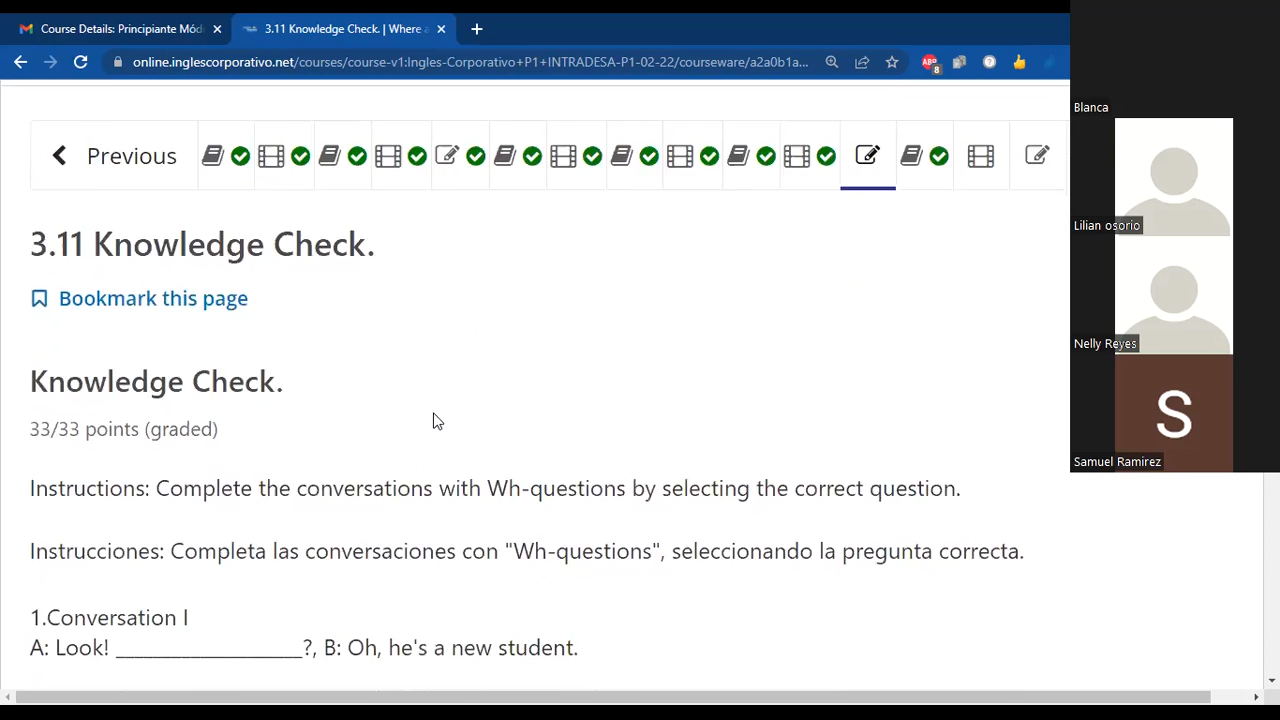 Course Details: Principiante Mód
3.11 Knowledge Check. | Where a
online.inglescorporativo.net/courses/course-v1:Ingles-Corporativo+P1+INTRADESA-P1-02-22/courseware/a2a0b1a...
ABP
8
Previous
3.11 Knowledge Check.
Bookmark this page
Knowledge Check.
33/33 points (graded)
Instructions: Complete the conversations with Wh-questions by selecting the correct question.
Instrucciones: Completa las conversaciones con "Wh-questions", seleccionando la pregunta correcta.
1.Conversation I
A: Look! ____________________?, B: Oh, he's a new student.
Blanca
Lilian osorio
Nelly Reyes
S
Samuel Ramirez